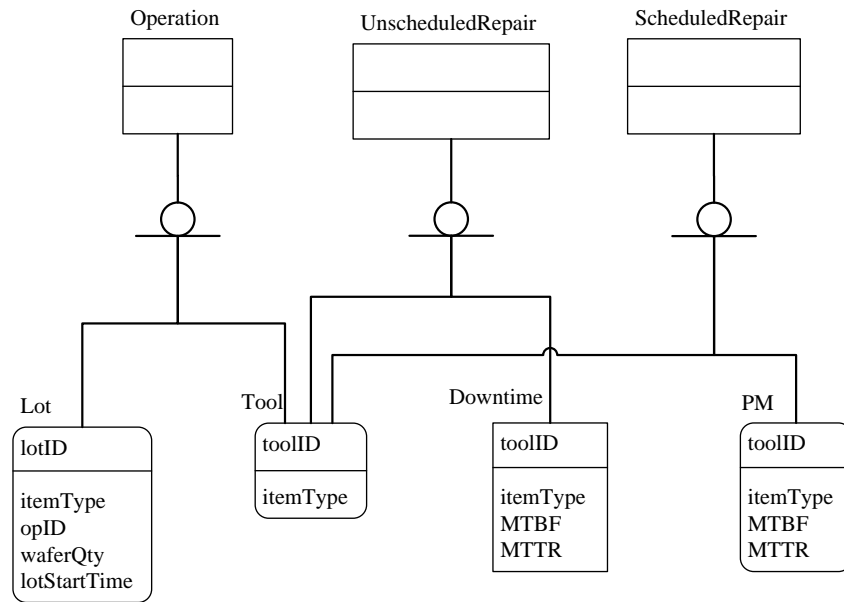 Operation
UnscheduledRepair
ScheduledRepair
Lot
Tool
Downtime
PM
lotID
toolID
toolID
toolID
itemType
opID
waferQty
lotStartTime
itemType
itemType
MTBF
MTTR
itemType
MTBF
MTTR